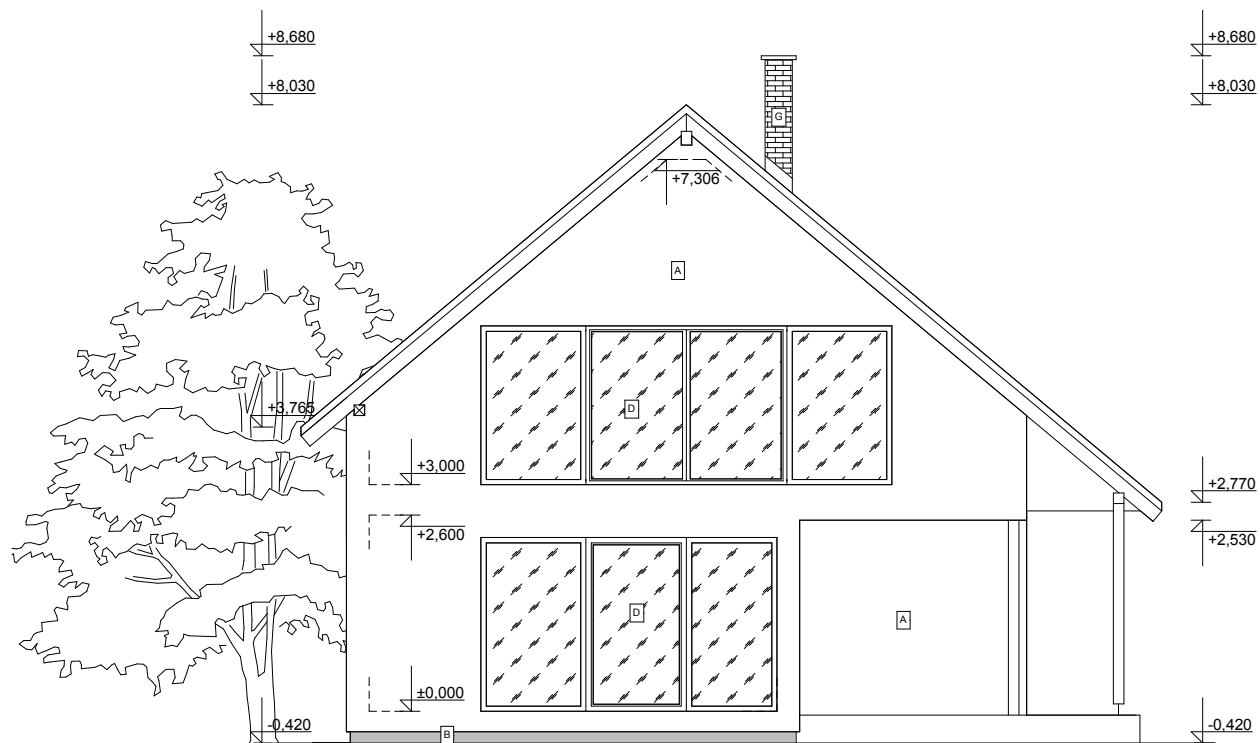 +8,680
+8,680
+8,030
+8,030
G
+7,306
A
D
+3,765
+3,000
+2,770
+2,600
+2,530
D
A
±0,000
-0,420
B
-0,420